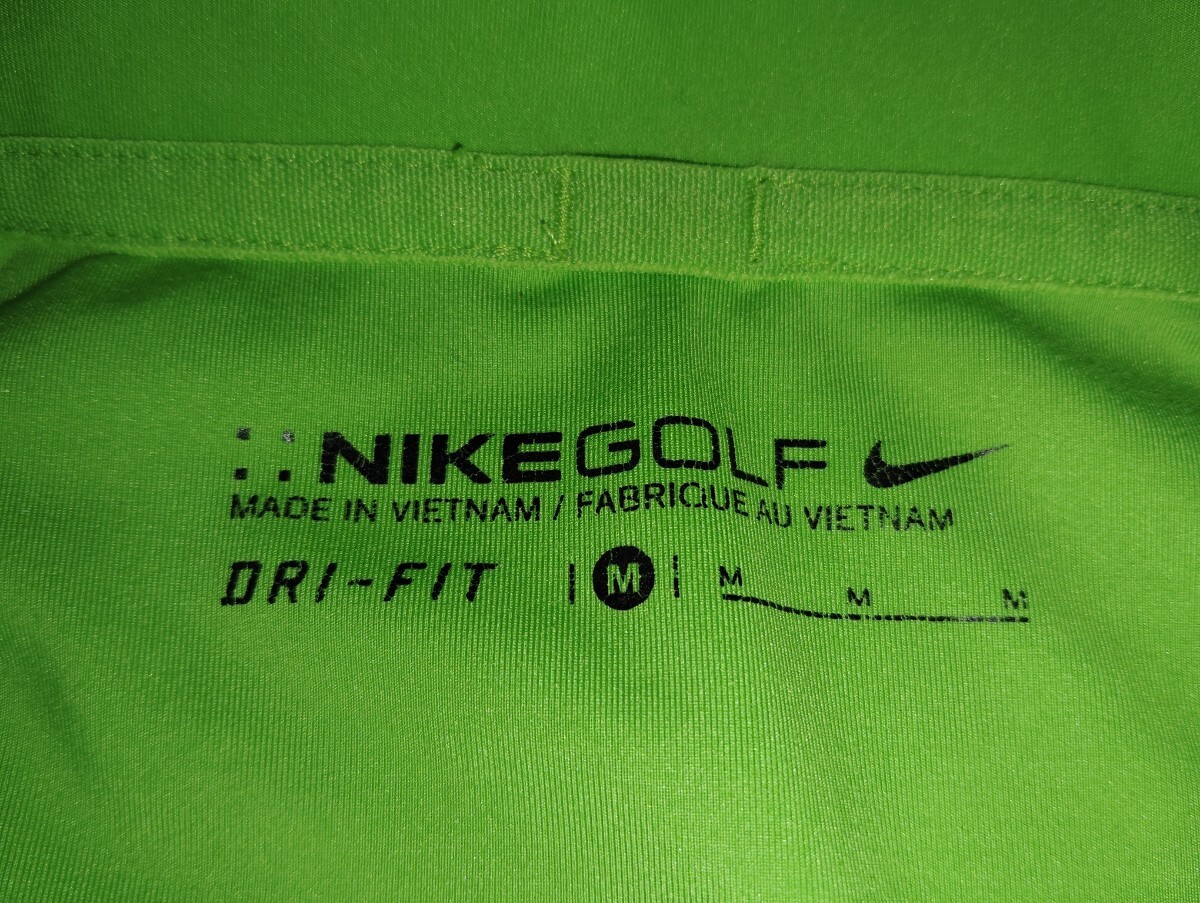 NIKEGOLF
MADE IN VIETNAM / FABRIQUE AU VIETNAM
DRI-FIT | M | M M M